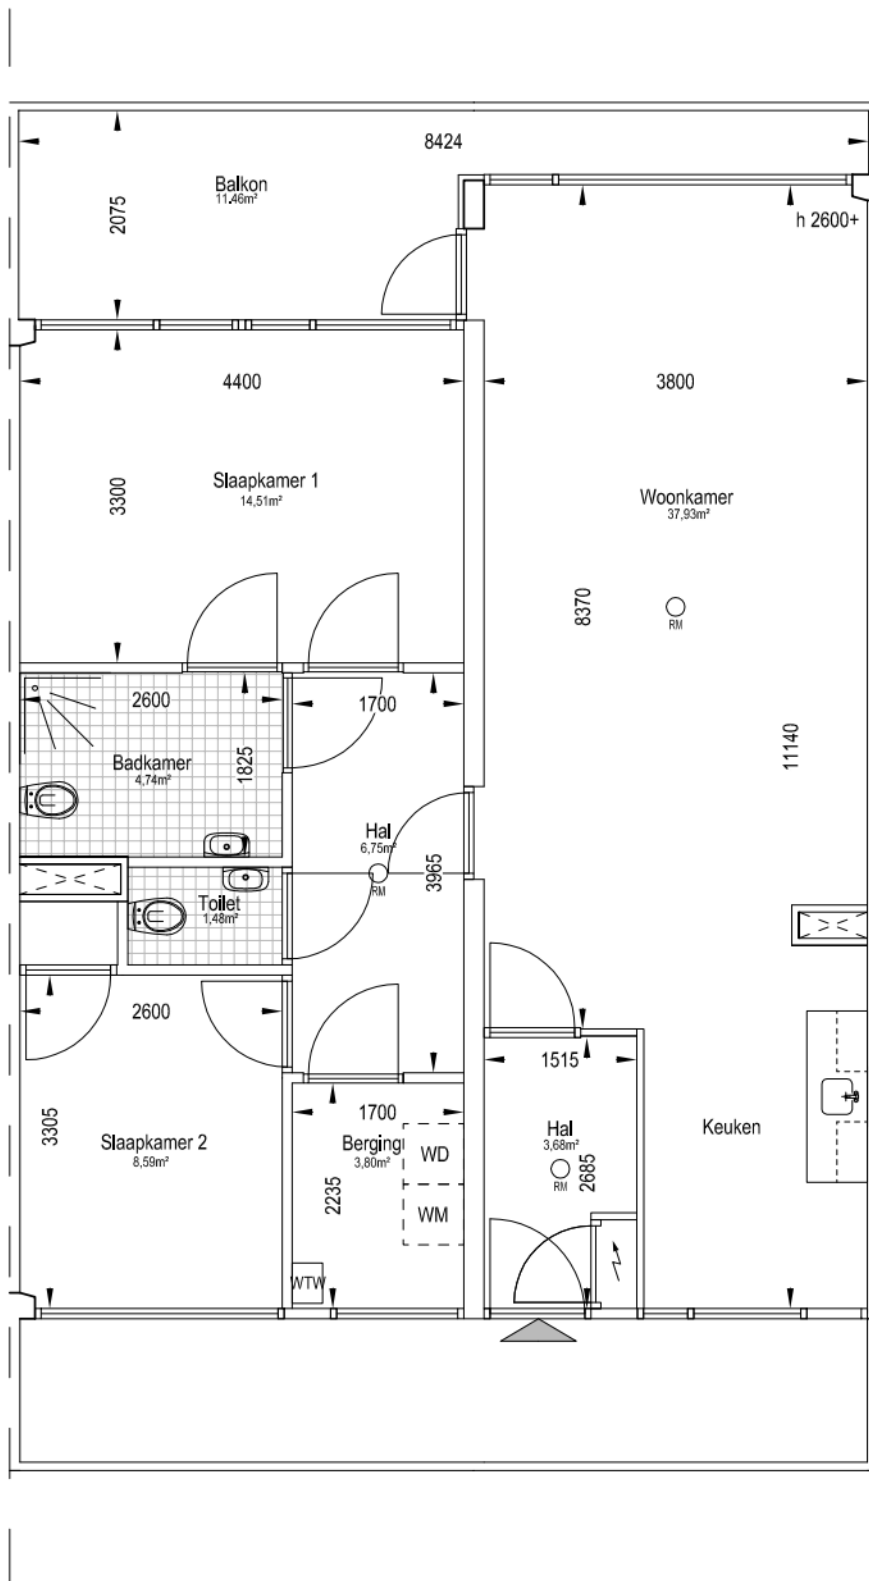 8424
Balkon
11.46m²
2075
h 2600+
4400
3800
Slaapkamer 1
14,51m²
3300
Woonkamer
37,93m²
8370
RM
2600
1700
Badkamer
4,74m²
1825
11140
Hal
6,75m²
RM
3965
Toilet
1,48m²
2600
1515
3305
Slaapkamer 2
8,59m²
1700
Berging
3,80m²
WD
2235
WM
WTW
Hal
3,68m²
RM
2685
Keuken